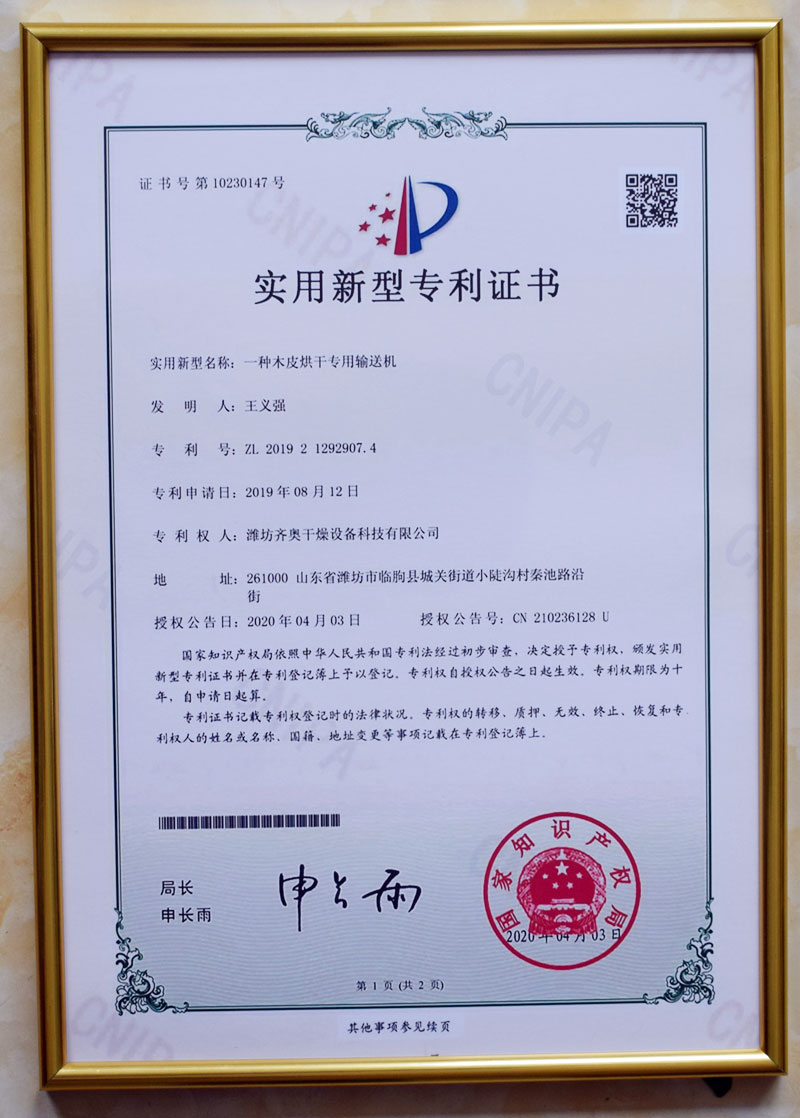 证书号第10230147号
实用新型专利证书
实用新型名称：一种木皮烘干专用输送机
发明人：王义强
专利号：ZL 2019 2 1292907.4
专利申请日：2019年08月12日
专利权人：潍坊齐奥干燥设备科技有限公司
地址：261000 山东省潍坊市临朐县城关街道小陡沟村秦池路沿
街
授权公告日：2020年04月03日 授权公告号：CN 210236128 U
国家知识产权局依照中华人民共和国专利法经过初步审查，决定授予专利权，颁发实用
新型专利证书并在专利登记簿上予以登记。专利权自授权公告之日起生效。专利权期限为十
年，自申请日起算。
专利证书记载专利权登记时的法律状况。专利权的转移、质押、无效、终止、恢复和专
利权人的姓名或名称、国籍、地址变更等事项记载在专利登记簿上。
局长
申长雨
申长雨
国家知识产权局
2020年04月03日
第 1 页 (共 2 页)
其他事项参见续页
CNIPA
CNIPA
CNIPA